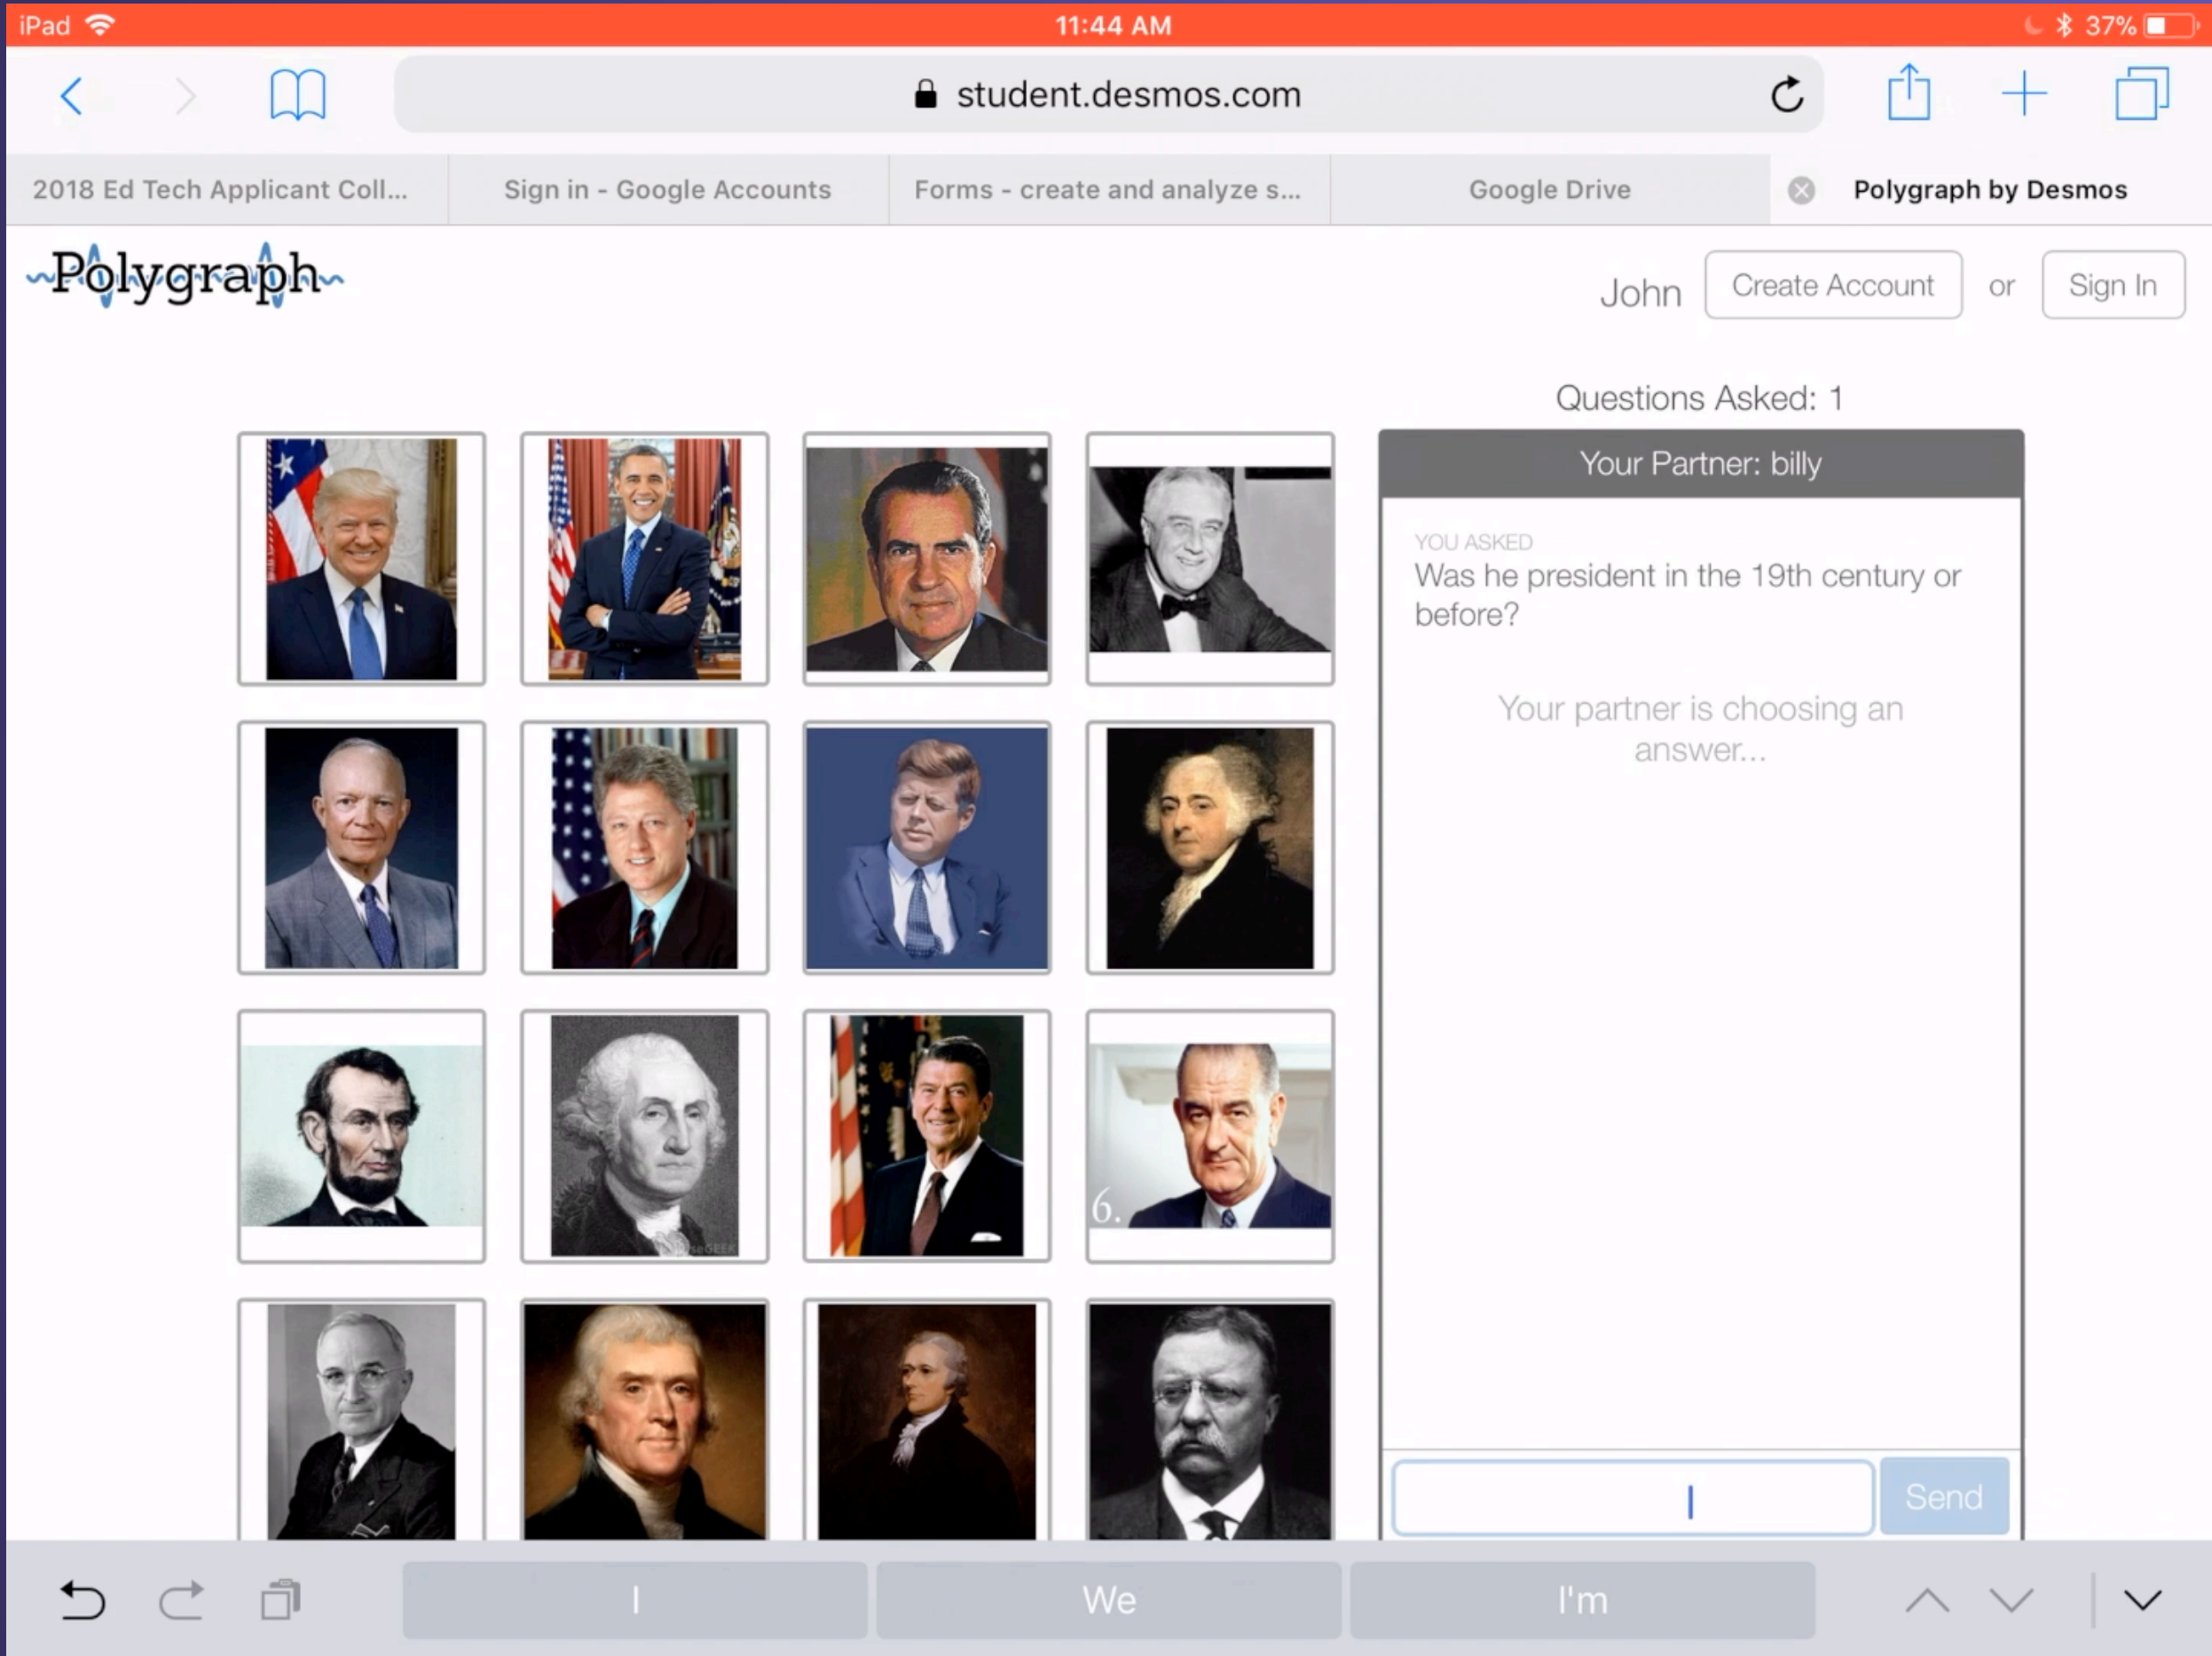 iPad
11:44 AM
37%
student.desmos.com
2018 Ed Tech Applicant Coll...
Sign in - Google Accounts
Forms - create and analyze s...
Google Drive
Polygraph by Desmos
Polygraph
John
Create Account
or
Sign In
Questions Asked: 1
Your Partner: billy
YOU ASKED
Was he president in the 19th century or
before?
Your partner is choosing an
answer...
6.
Send
I
We
I'm